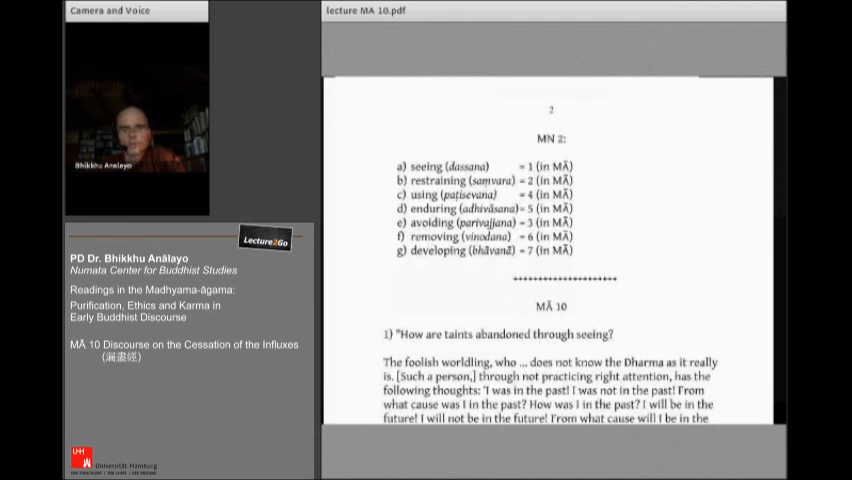 Camera and Voice
Bhikkhu Analayo
Lecture2Go
PD Dr. Bhikkhu Anālayo
Numata Center for Buddhist Studies
Readings in the Madhyama-āgama:
Purification, Ethics and Karma in
Early Buddhist Discourse
MĀ 10 Discourse on the Cessation of the Influxes
(漏盡經)
UH
Universität Hamburg
DER FORSCHUNG | DER LEHRE | DER BILDUNG
lecture MA 10.pdf
2
MN 2:
a) seeing (dassana) = 1 (in MĀ)
b) restraining (saṃvara) = 2 (in MĀ)
c) using (paṭisevana) = 4 (in MĀ)
d) enduring (adhivāsana)= 5 (in MĀ)
e) avoiding (parivajjana) = 3 (in MĀ)
f) removing (vinodana) = 6 (in MĀ)
g) developing (bhāvanā) = 7 (in MĀ)
MĀ 10
1) "How are taints abandoned through seeing?
The foolish worldling, who ... does not know the Dharma as it really
is. [Such a person,] through not practicing right attention, has the
following thoughts: 'I was in the past! I was not in the past! From
what cause was I in the past? How was I in the past? I will be in the
future! I will not be in the future! From what cause will I be in the